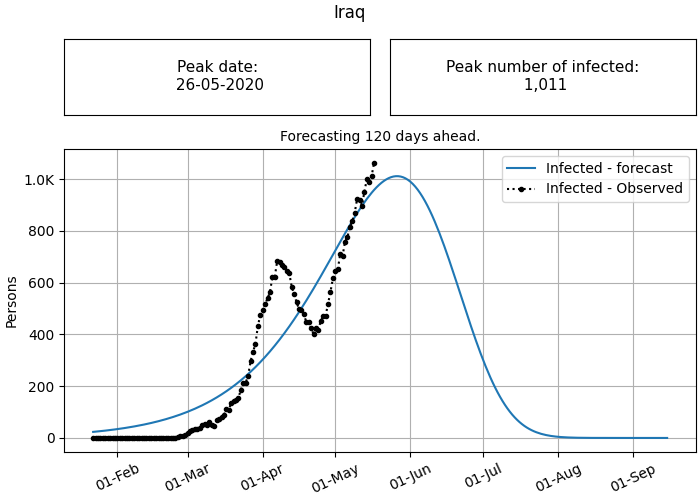 Iraq
Peak date:
26-05-2020
Peak number of infected:
1,011
Forecasting 120 days ahead.
Infected - forecast
Infected - Observed
Persons
1.0K
800
600
400
200
0
01-Feb
01-Mar
01-Apr
01-May
01-Jun
01-Jul
01-Aug
01-Sep